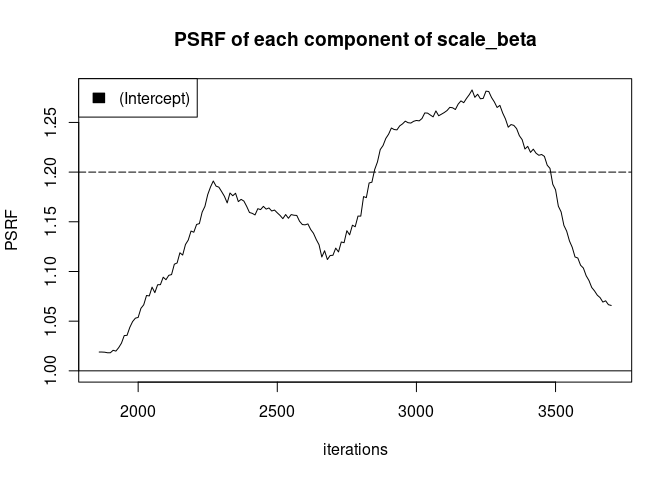 PSRF of each component of scale_beta
(Intercept)
PSRF
1.25
1.20
1.15
1.10
1.05
1.00
2000 2500 3000 3500
iterations